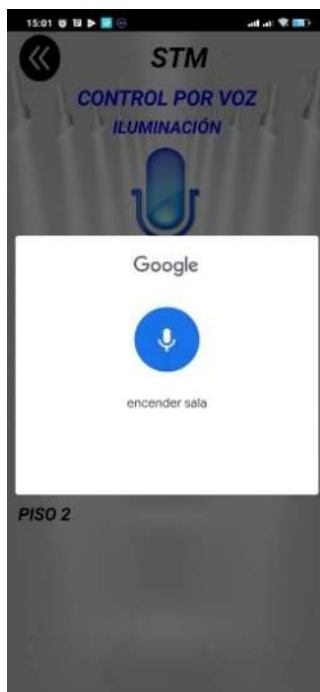 15:01
STM
CONTROL POR VOZ
ILUMINACIÓN
Google
encender sala
PISO 2